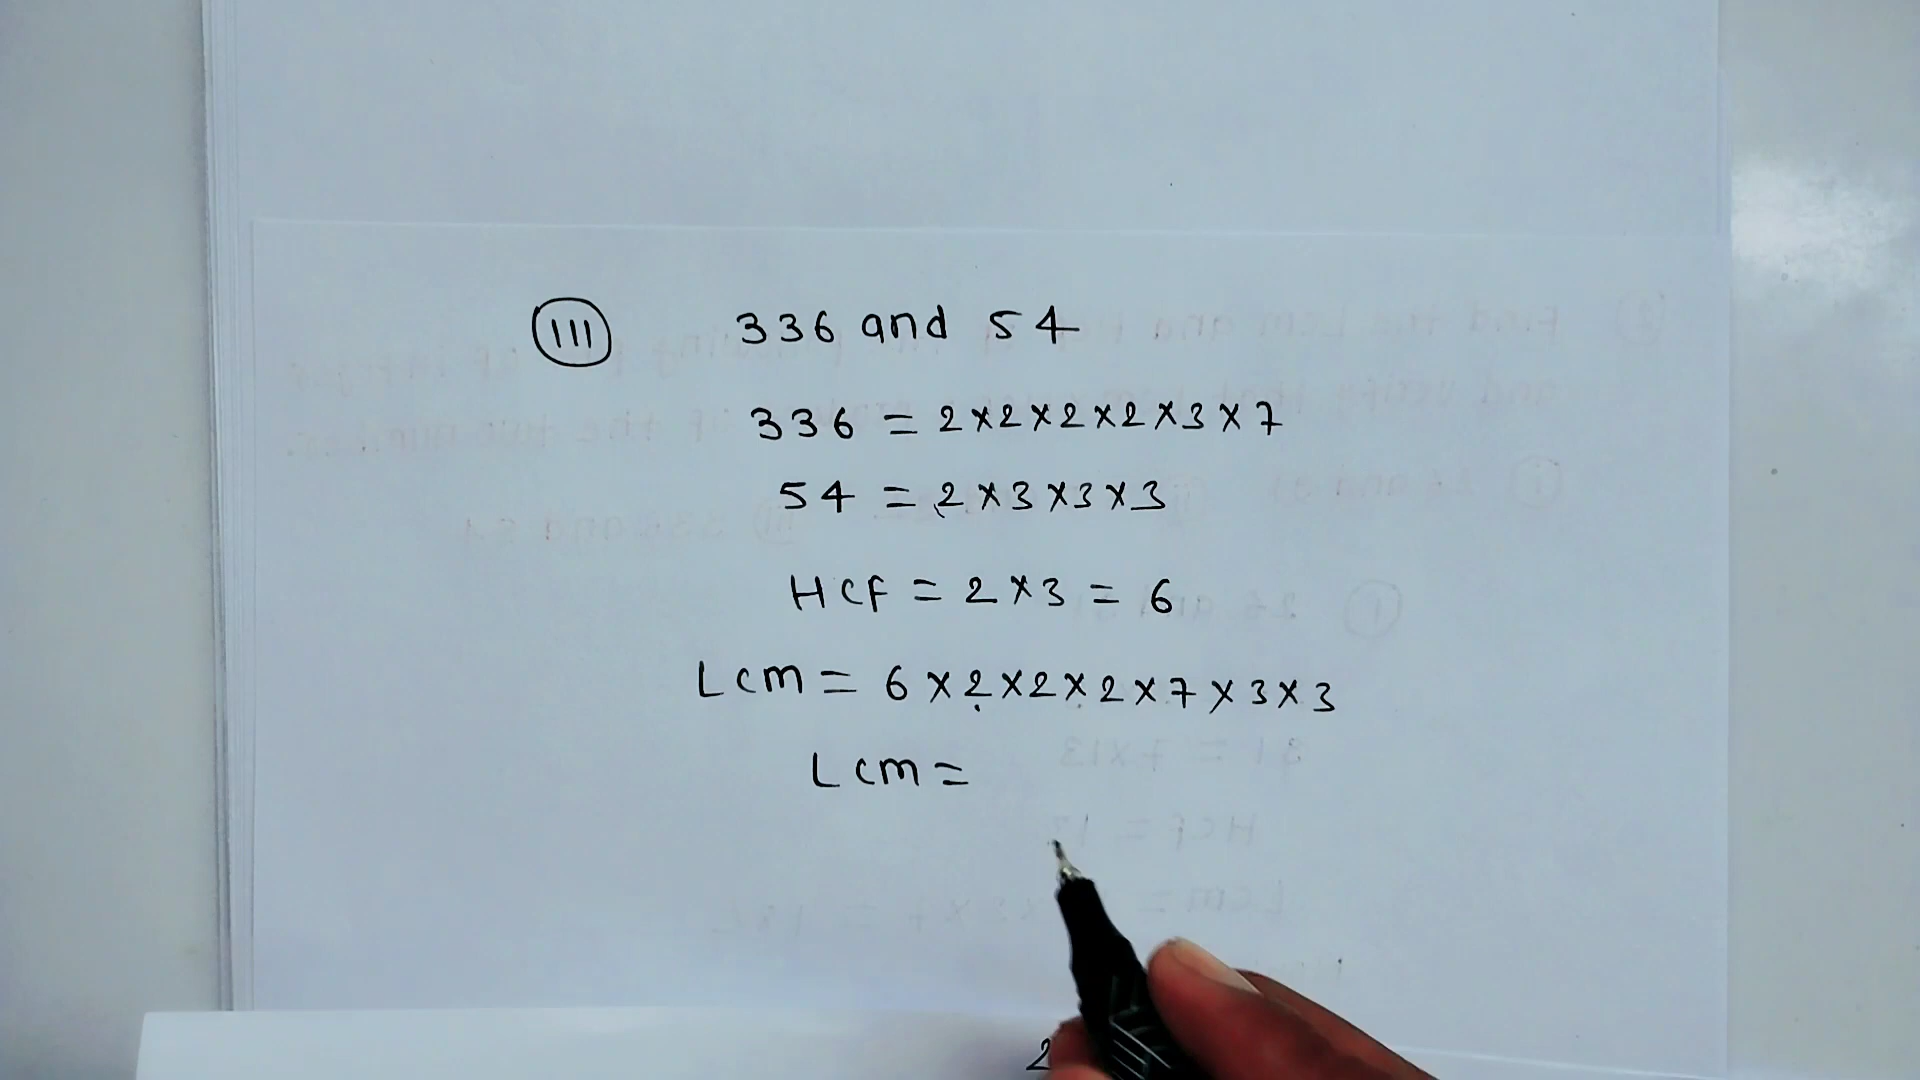 III 336 and 54
336 = 2×2×2×2×3×7
54 = 2×3×3×3
HCF = 2×3 = 6
Lcm = 6×2×2×2×7×3×3
Lcm =
2